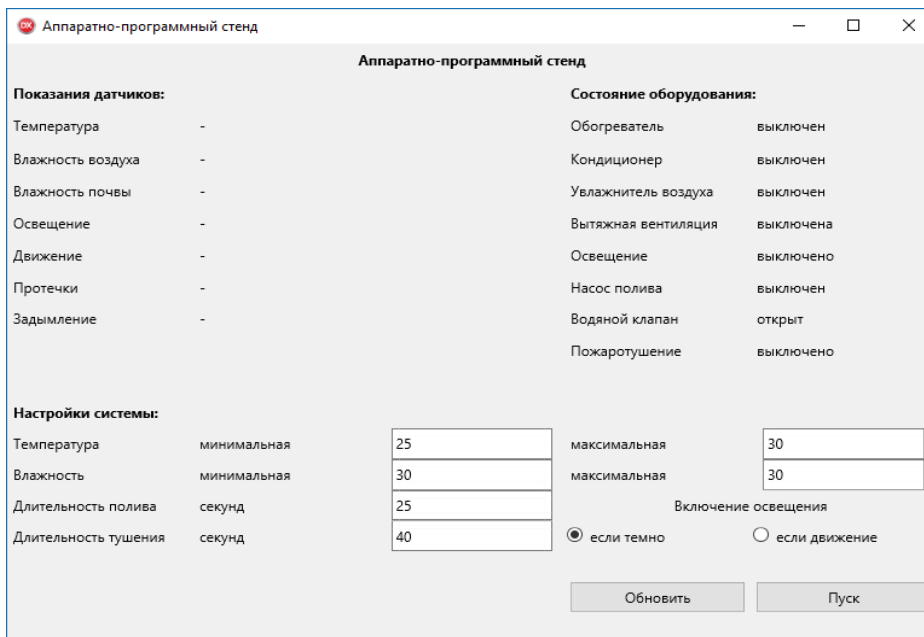 DX Аппаратно-программный стенд
Аппаратно-программный стенд
Показания датчиков: Состояние оборудования:
Температура - Обогреватель выключен
Влажность воздуха - Кондиционер выключен
Влажность почвы - Увлажнитель воздуха выключен
Освещение - Вытяжная вентиляция выключена
Движение - Освещение выключено
Протечки - Насос полива выключен
Задымление - Водяной клапан открыт
Пожаротушение выключено
Настройки системы:
Температура минимальная 25 максимальная 30
Влажность минимальная 30 максимальная 30
Длительность полива секунд 25 Включение освещения
Длительность тушения секунд 40 если темно если движение
Обновить Пуск